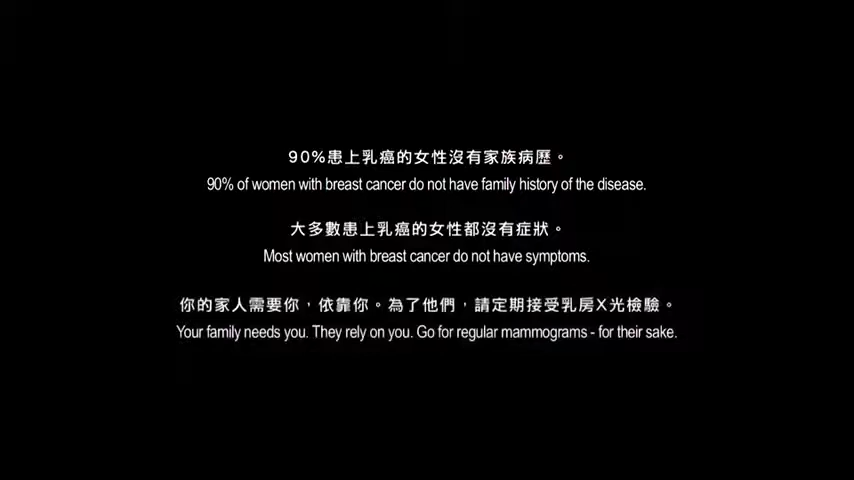 90%患上乳癌的女性沒有家族病歷。
90% of women with breast cancer do not have family history of the disease.
大多數患上乳癌的女性都沒有症狀。
Most women with breast cancer do not have symptoms.
你的家人需要你，依靠你。為了他們，請定期接受乳房X光檢驗。
Your family needs you. They rely on you. Go for regular mammograms - for their sake.